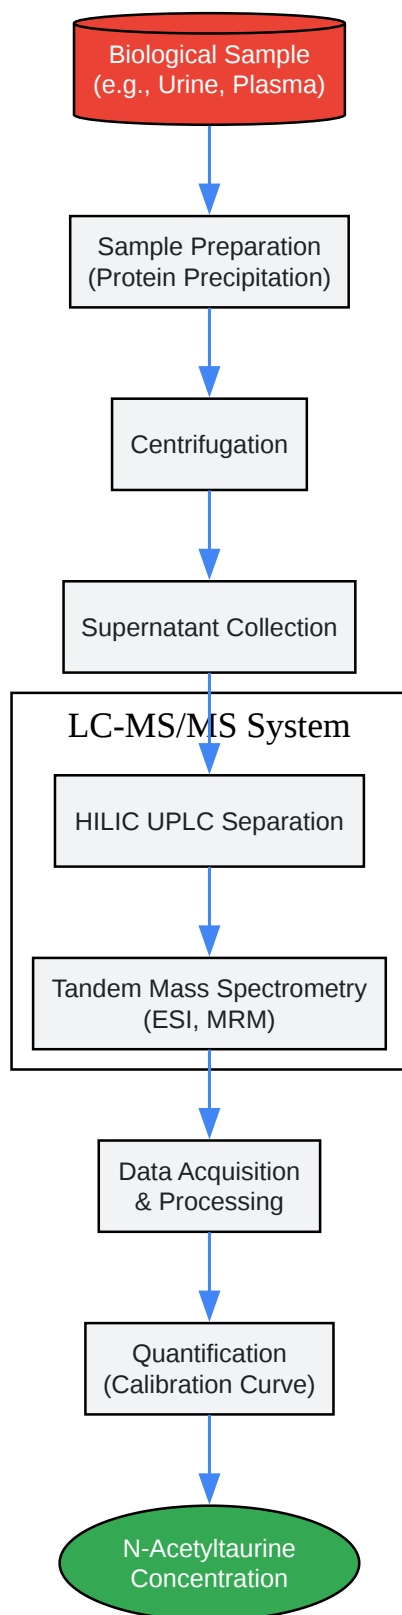 Biological Sample
(e.g., Urine, Plasma)
Sample Preparation
(Protein Precipitation)
Centrifugation
Supernatant Collection
LC-MS/MS System
HILIC UPLC Separation
Tandem Mass Spectrometry
(ESI, MRM)
Data Acquisition
& Processing
Quantification
(Calibration Curve)
N-Acetyltaurine
Concentration